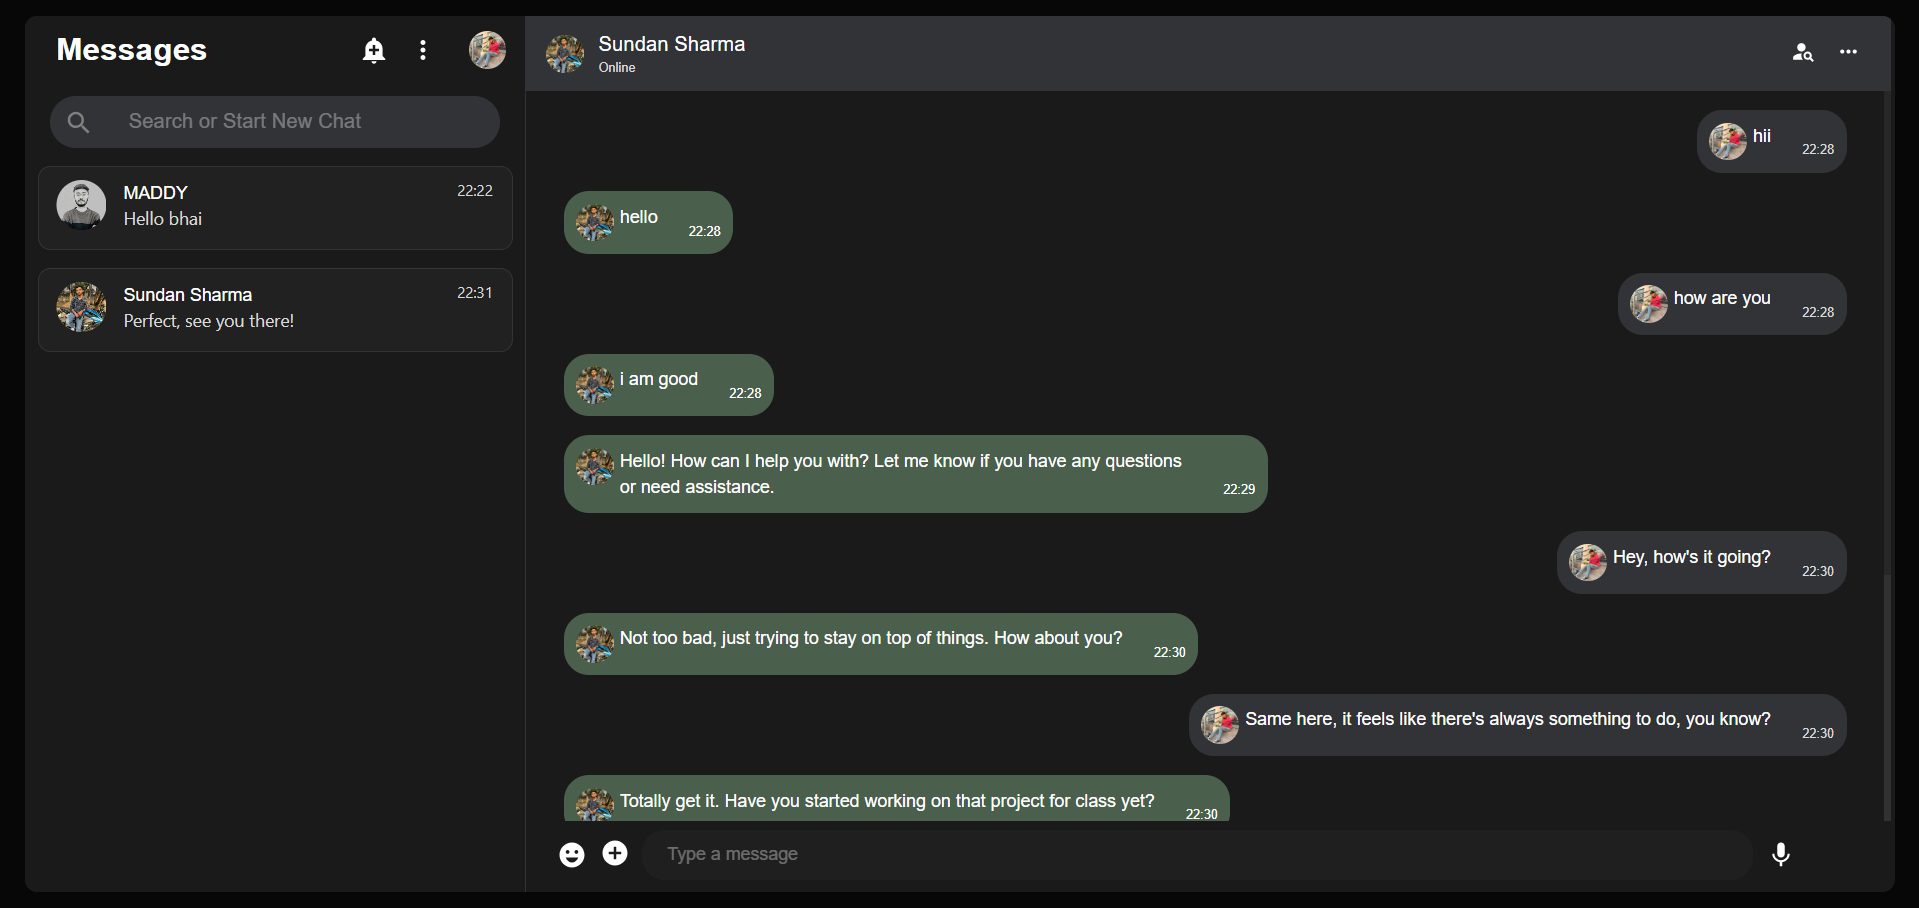 Messages
Search or Start New Chat
MADDY
22:22
Hello bhai
Sundan Sharma
22:31
Perfect, see you there!
Sundan Sharma
Online
hii
22:28
hello
22:28
how are you
22:28
i am good
22:28
Hello! How can I help you with? Let me know if you have any questions
or need assistance.
22:29
Hey, how's it going?
22:30
Not too bad, just trying to stay on top of things. How about you?
22:30
Same here, it feels like there's always something to do, you know?
22:30
Totally get it. Have you started working on that project for class yet?
22:30
Type a message